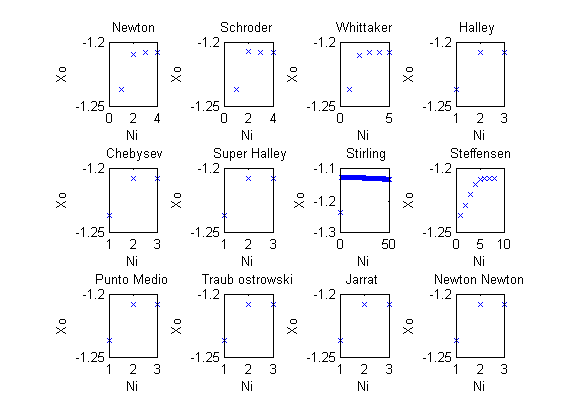 Newton Schroder Whittaker Halley
-1.2 -1.2 -1.2 -1.2
Xo Xo Xo Xo
-1.25 -1.25 -1.25 -1.25
0 2 4 0 2 4 0 5 1 2 3
Ni Ni Ni Ni
Chebysev Super Halley Stirling Steffensen
-1.2 -1.2 -1.1 -1.2
Xo Xo -1.2 Xo
-1.25 -1.25 -1.3 -1.25
1 2 3 1 2 3 0 50 0 5 10
Ni Ni Ni Ni
Punto Medio Traub ostrowski Jarrat Newton Newton
-1.2 -1.2 -1.2 -1.2
Xo Xo Xo Xo
-1.25 -1.25 -1.25 -1.25
1 2 3 1 2 3 1 2 3 1 2 3
Ni Ni Ni Ni